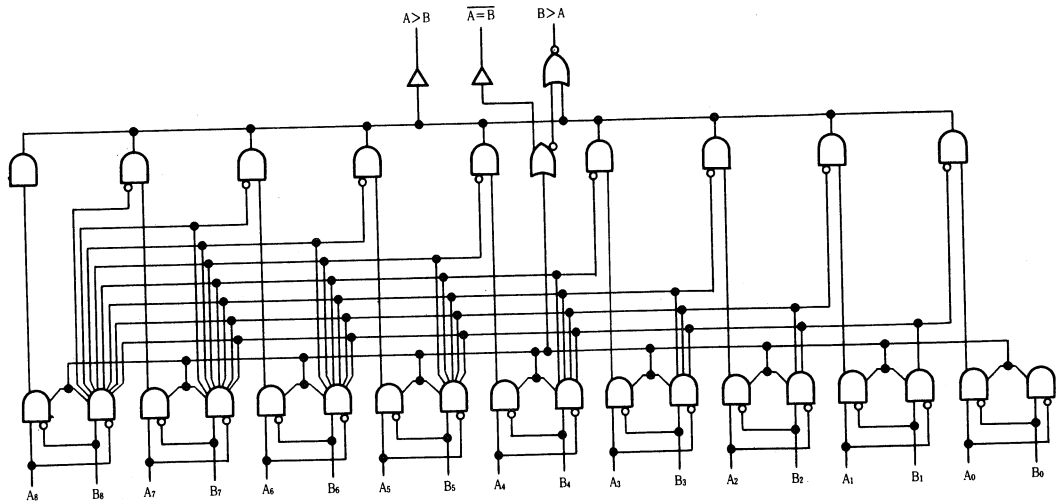 A>B A̅=̅B̅ B>A
A₈ B₈ A₇ B₇ A₆ B₆ A₅ B₅ A₄ B₄ A₃ B₃ A₂ B₂ A₁ B₁ A₀ B₀